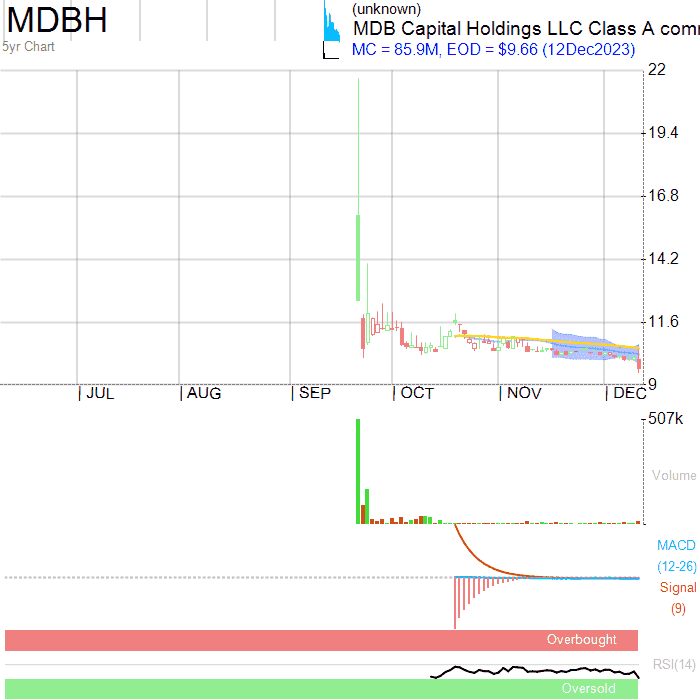 MDBH
(unknown)
MDB Capital Holdings LLC Class A com
5yr Chart
MC = 85.9M, EOD = $9.66 (12Dec2023)
22
19.4
16.8
14.2
11.6
9
JUL AUG SEP OCT NOV DEC
507k
Volume
MACD
(12-26)
Signal
(9)
Overbought
RSI(14)
Oversold